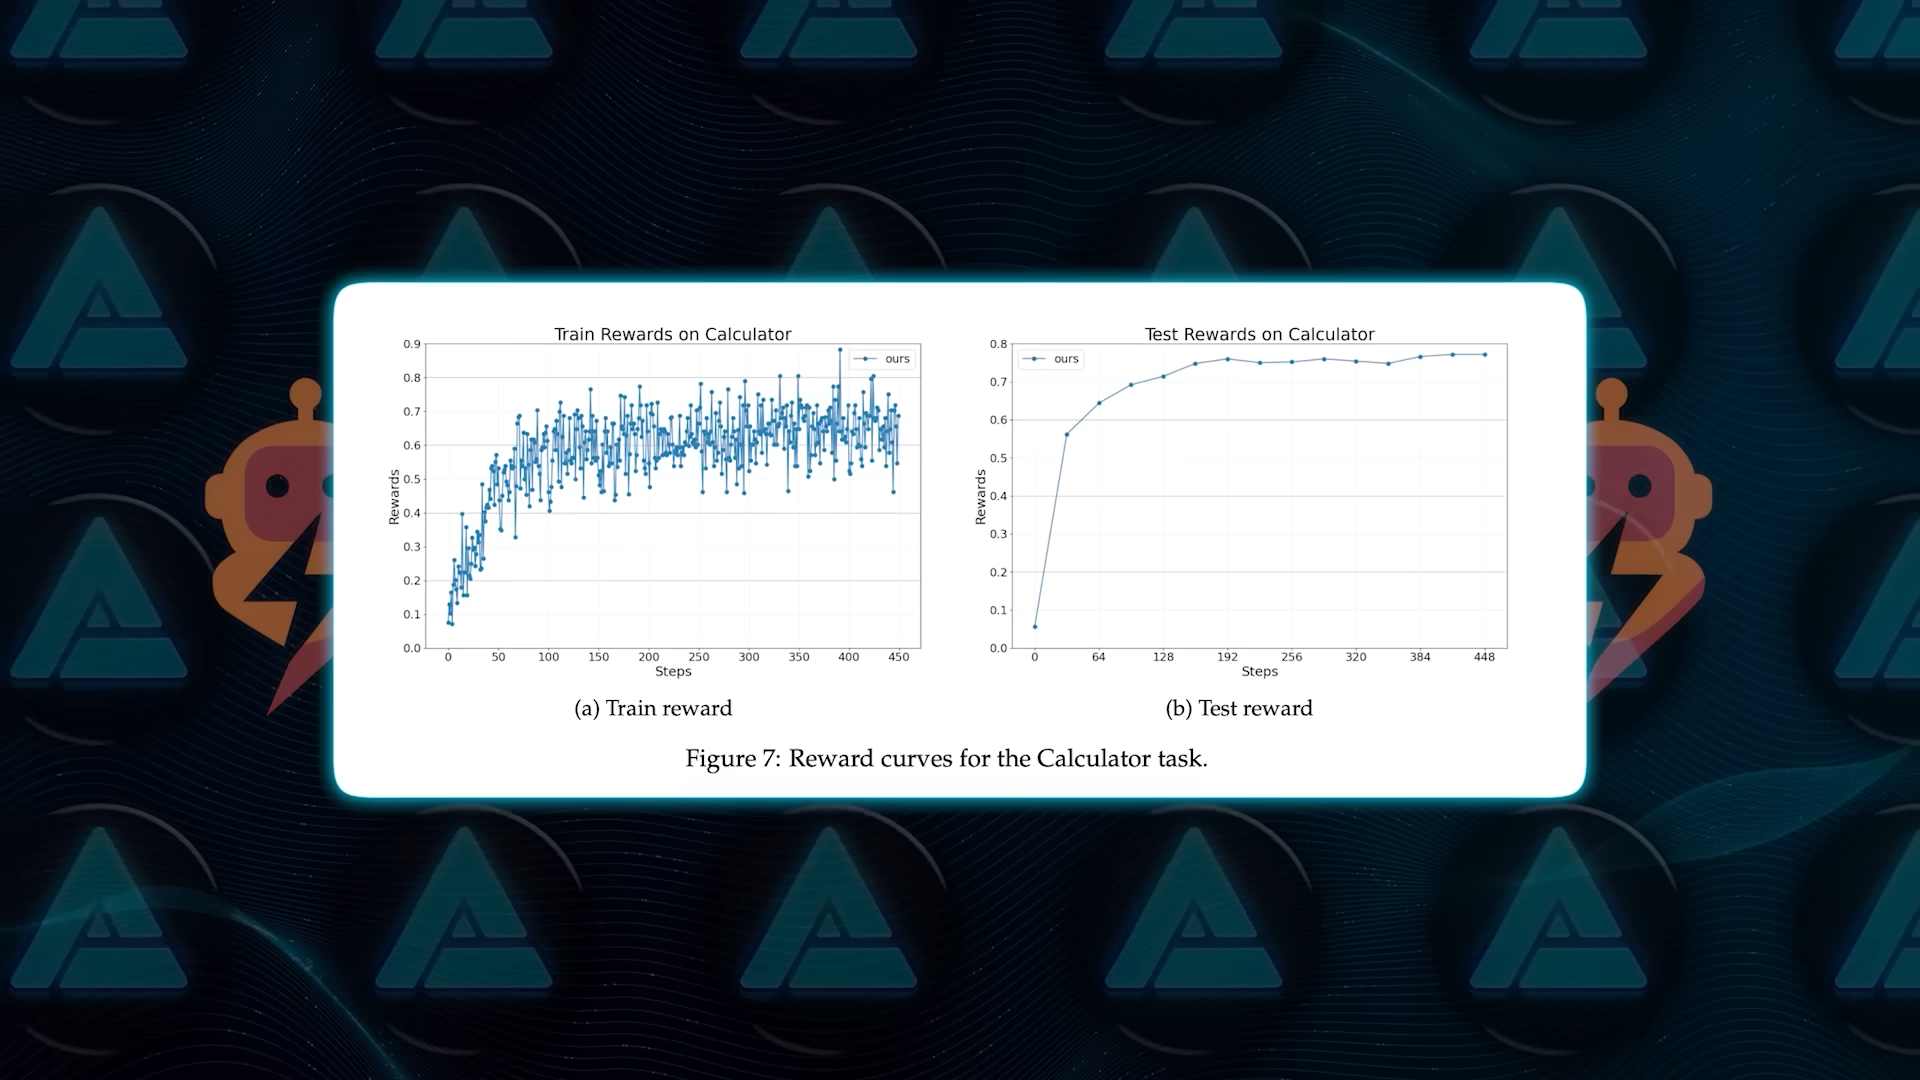 Train Rewards on Calculator
0.9
0.8
0.7
0.6
0.5
0.4
0.3
0.2
0.1
0.0
Rewards
ours
0 50 100 150 200 250 300 350 400 450
Steps
(a) Train reward
Test Rewards on Calculator
0.8
0.7
0.6
0.5
0.4
0.3
0.2
0.1
0.0
Rewards
ours
0 64 128 192 256 320 384 448
Steps
(b) Test reward
Figure 7: Reward curves for the Calculator task.